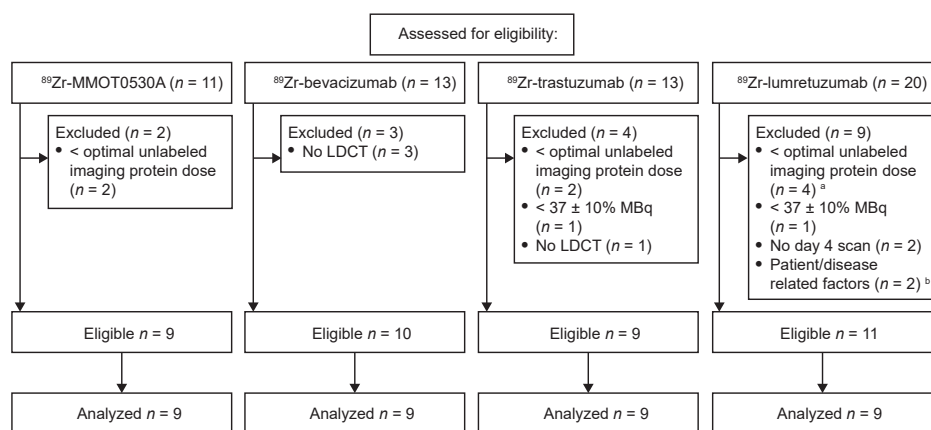 Assessed for eligibility:
⁸⁹Zr-MMOT0530A (n = 11)
Excluded (n = 2)
• < optimal unlabeled
imaging protein dose
(n = 2)
Eligible n = 9
Analyzed n = 9
⁸⁹Zr-bevacizumab (n = 13)
Excluded (n = 3)
• No LDCT (n = 3)
Eligible n = 10
Analyzed n = 9
⁸⁹Zr-trastuzumab (n = 13)
Excluded (n = 4)
• < optimal unlabeled
imaging protein dose
(n = 2)
• < 37 ± 10% MBq
(n = 1)
• No LDCT (n = 1)
Eligible n = 9
Analyzed n = 9
⁸⁹Zr-lumretuzumab (n = 20)
Excluded (n = 9)
• < optimal unlabeled
imaging protein dose
(n = 4) ᵃ
• < 37 ± 10% MBq
(n = 1)
• No day 4 scan (n = 2)
• Patient/disease
related factors (n = 2) ᵇ
Eligible n = 11
Analyzed n = 9